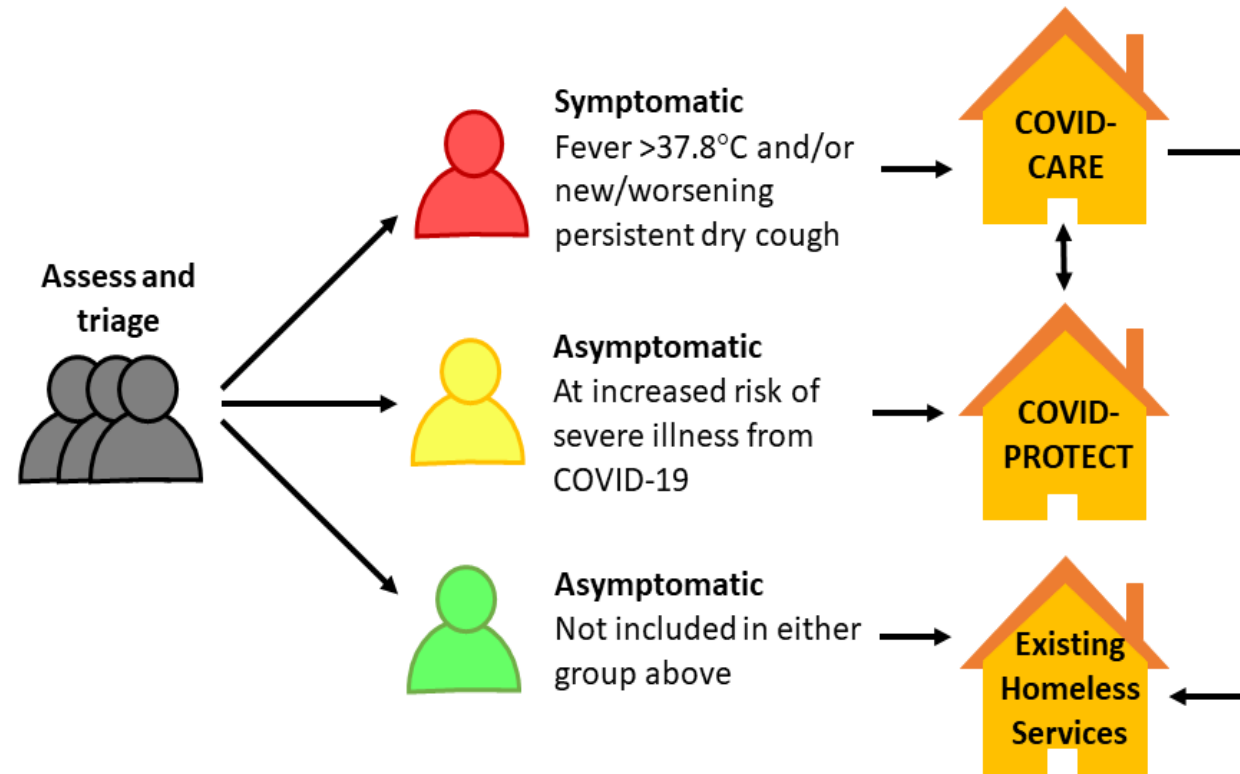 Assess and
triage
Symptomatic
Fever >37.8°C and/or
new/worsening
persistent dry cough
COVID-
CARE
Asymptomatic
At increased risk of
severe illness from
COVID-19
COVID-
PROTECT
Asymptomatic
Not included in either
group above
Existing
Homeless
Services